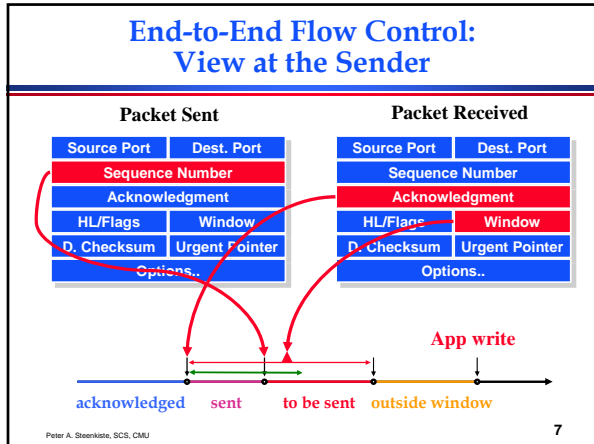 End-to-End Flow Control:
View at the Sender
Packet Sent
Packet Received
Source Port Dest. Port
Sequence Number
Acknowledgment
HL/Flags Window
D. Checksum Urgent Pointer
Options..
Source Port Dest. Port
Sequence Number
Acknowledgment
HL/Flags Window
D. Checksum Urgent Pointer
Options..
App write
acknowledged sent to be sent outside window
Peter A. Steenkiste, SCS, CMU
7